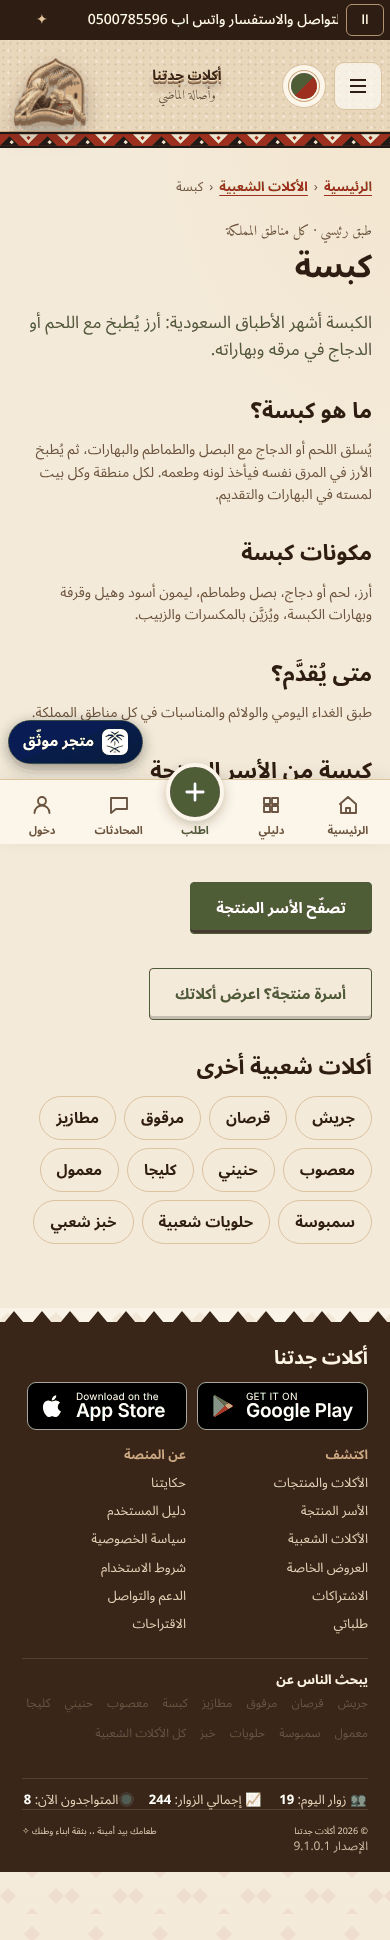 لتواصل والاستفسار واتس اب 0500785596 ✦
أكلات جدتنا
وأصالة الماضي
الرئيسية › الأكلات الشعبية › كبسة
طبق رئيسي · كل مناطق المملكة
كبسة
الكبسة أشهر الأطباق السعودية: أرز يُطبخ مع اللحم أو
الدجاج في مرقه وبهاراته.
ما هو كبسة؟
يُسلق اللحم أو الدجاج مع البصل والطماطم والبهارات، ثم يُطبخ
الأرز في المرق نفسه فيأخذ لونه وطعمه. لكل منطقة وكل بيت
لمسته في البهارات والتقديم.
مكونات كبسة
أرز، لحم أو دجاج، بصل وطماطم، ليمون أسود وهيل وقرفة
وبهارات الكبسة، ويُزيَّن بالمكسرات والزبيب.
متى يُقدَّم؟
طبق الغداء اليومي والولائم والمناسبات في كل مناطق المملكة.
متجر موثّق
كبسة من الأسر المنتجة
الرئيسية
دليلي
اطلب
المحادثات
دخول
تصفّح الأسر المنتجة
أسرة منتجة؟ اعرض أكلاتك
أكلات شعبية أخرى
جريش قرصان مرقوق مطازيز
معصوب حنيني كليجا معمول
سمبوسة حلويات شعبية خبز شعبي
أكلات جدتنا
GET IT ON
Google Play
Download on the
App Store
اكتشف
الأكلات والمنتجات
الأسر المنتجة
الأكلات الشعبية
العروض الخاصة
الاشتراكات
طلباتي
عن المنصة
حكايتنا
دليل المستخدم
سياسة الخصوصية
شروط الاستخدام
الدعم والتواصل
الاقتراحات
يبحث الناس عن
جريش قرصان مرقوق مطازيز كبسة معصوب حنيني كليجا
معمول سمبوسة حلويات خبز كل الأكلات الشعبية
زوار اليوم: 19 إجمالي الزوار: 244 المتواجدون الآن: 8
© 2026 أكلات جدتنا
طعامك بيد أمينة .. بثقة ابناء وطنك ✧
الإصدار 9.1.0.1